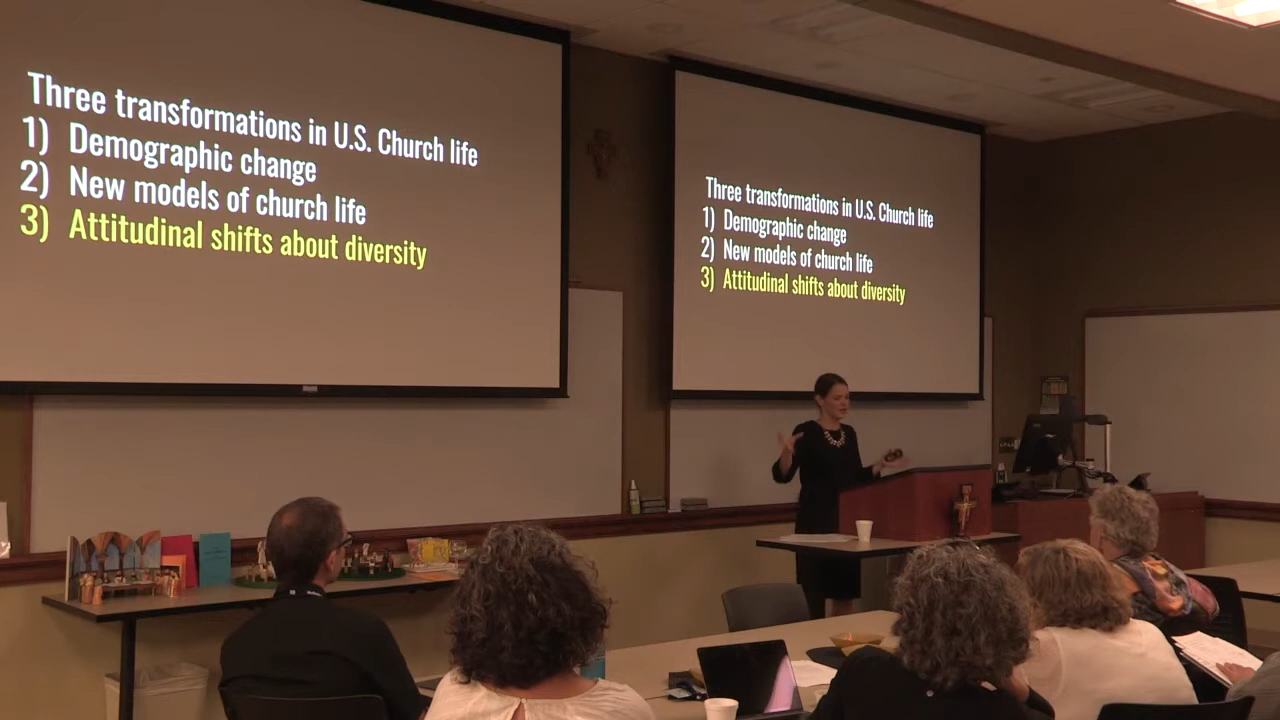 Three transformations in U.S. Church life
1) Demographic change
2) New models of church life
3) Attitudinal shifts about diversity
Three transformations in U.S. Church life
1) Demographic change
2) New models of church life
3) Attitudinal shifts about diversity